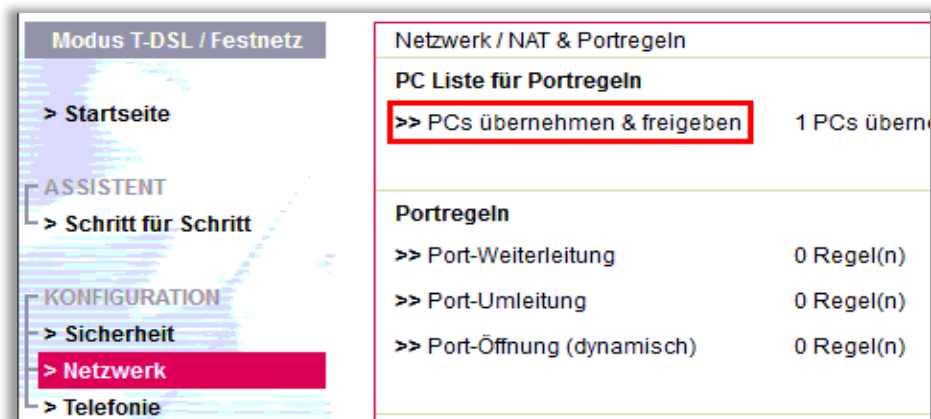 Modus T-DSL / Festnetz
> Startseite
ASSISTENT
> Schritt für Schritt
KONFIGURATION
> Sicherheit
> Netzwerk
> Telefonie
Netzwerk / NAT & Portregeln
PC Liste für Portregeln
>> PCs übernehmen & freigeben 1 PCs überne
Portregeln
>> Port-Weiterleitung 0 Regel(n)
>> Port-Umleitung 0 Regel(n)
>> Port-Öffnung (dynamisch) 0 Regel(n)